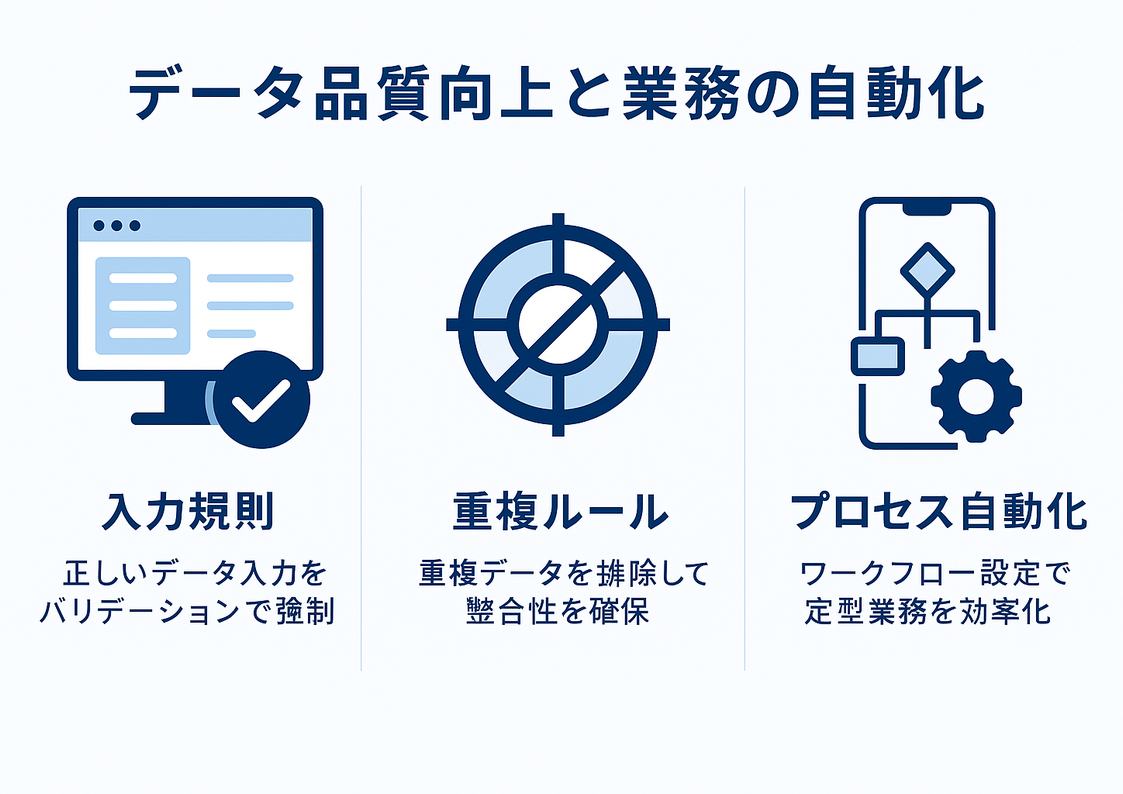 データ品質向上と業務の自動化
入力規則
正しいデータ入力を
バリデーションで強制
重複ルール
重複データを排除して
整合性を確保
プロセス自動化
ワークフロー設定で
定型業務を効率化